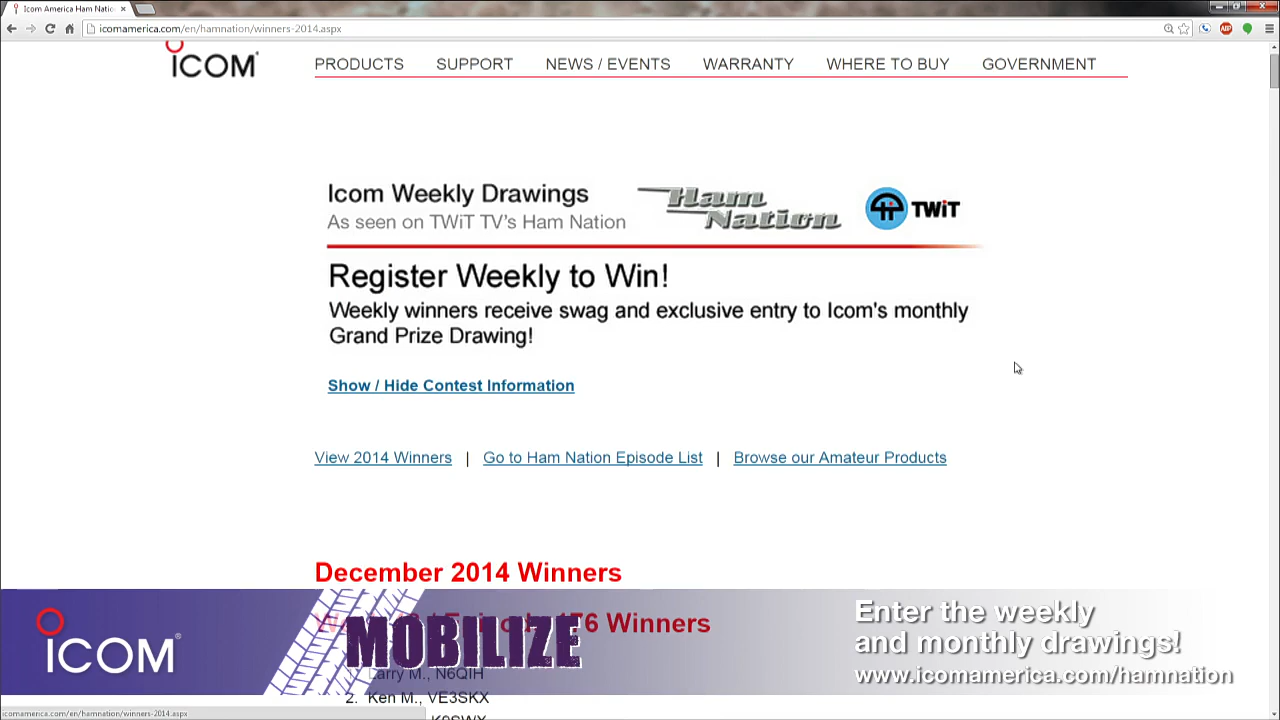 Icom America Ham Natio
icomamerica.com/en/hamnation/winners-2014.aspx
ABP
ICOM
PRODUCTS SUPPORT NEWS / EVENTS WARRANTY WHERE TO BUY GOVERNMENT
Icom Weekly Drawings
As seen on TWiT TV's Ham Nation
Ham Nation
TWiT
Register Weekly to Win!
Weekly winners receive swag and exclusive entry to Icom's monthly
Grand Prize Drawing!
Show / Hide Contest Information
View 2014 Winners | Go to Ham Nation Episode List | Browse our Amateur Products
December 2014 Winners
6 Winners
Larry M., N6QIH
2. Ken M., VE3SKX
K9SWX
ICOM
MOBILIZE
Enter the weekly
and monthly drawings!
www.icomamerica.com/hamnation
icomamerica.com/en/hamnation/winners-2014.aspx